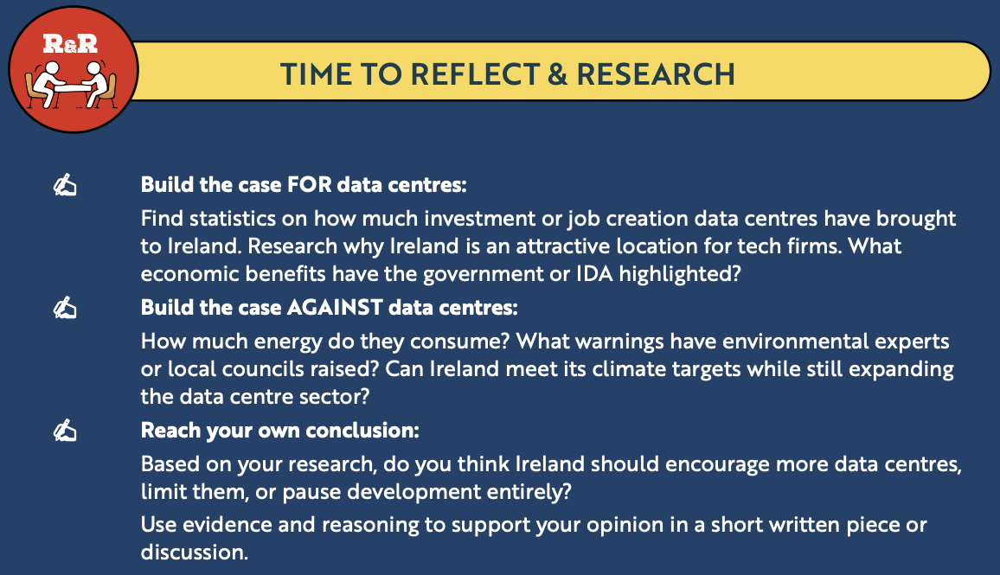 R&R
TIME TO REFLECT & RESEARCH
Build the case FOR data centres:
Find statistics on how much investment or job creation data centres have brought
to Ireland. Research why Ireland is an attractive location for tech firms. What
economic benefits have the government or IDA highlighted?
Build the case AGAINST data centres:
How much energy do they consume? What warnings have environmental experts
or local councils raised? Can Ireland meet its climate targets while still expanding
the data centre sector?
Reach your own conclusion:
Based on your research, do you think Ireland should encourage more data centres,
limit them, or pause development entirely?
Use evidence and reasoning to support your opinion in a short written piece or
discussion.